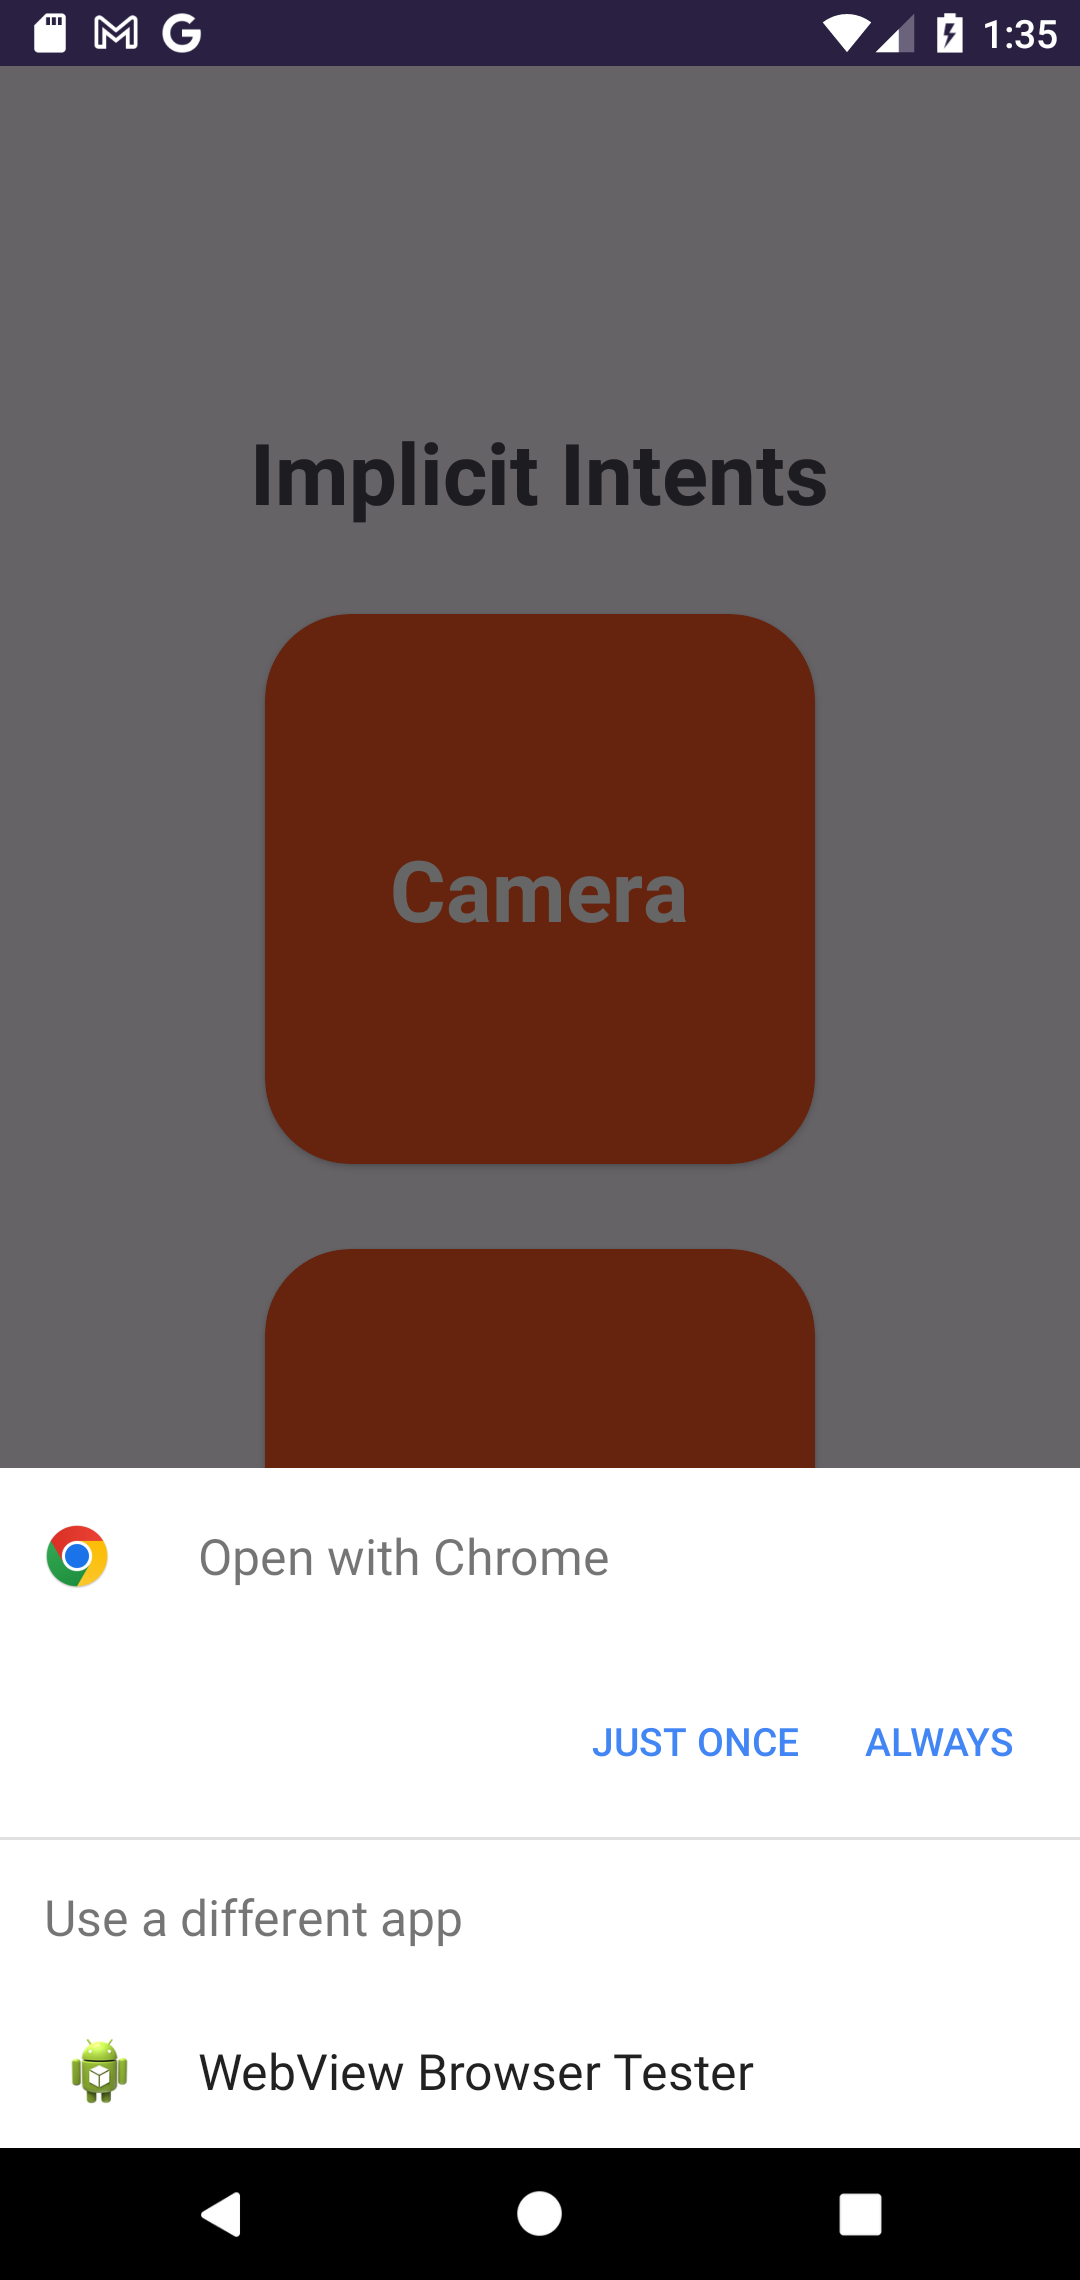 1:35
Implicit Intents
Camera
Open with Chrome
JUST ONCE ALWAYS
Use a different app
WebView Browser Tester